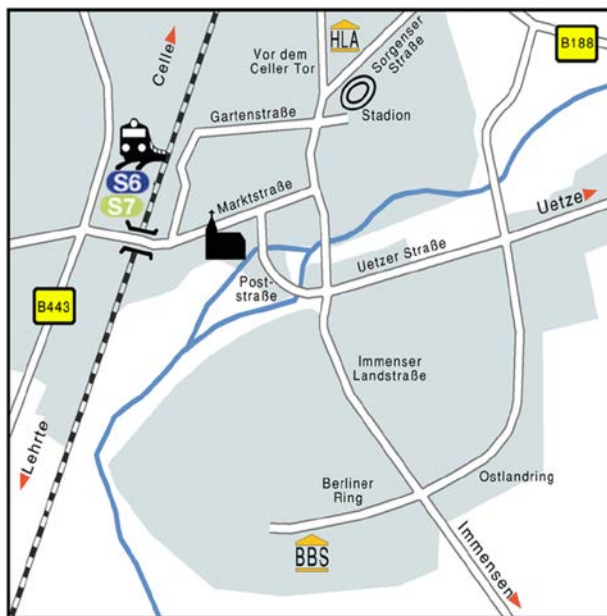 HLA
B188
Celle
Vor dem
Celler Tor
Sorgenser
Straße
Gartenstraße
Stadion
S6
S7
Marktstraße
Uetze
Uetzer Straße
Post-
straße
B443
Immenser
Landstraße
Lehrte
Berliner
Ring
Ostlandring
BBS
Immensen